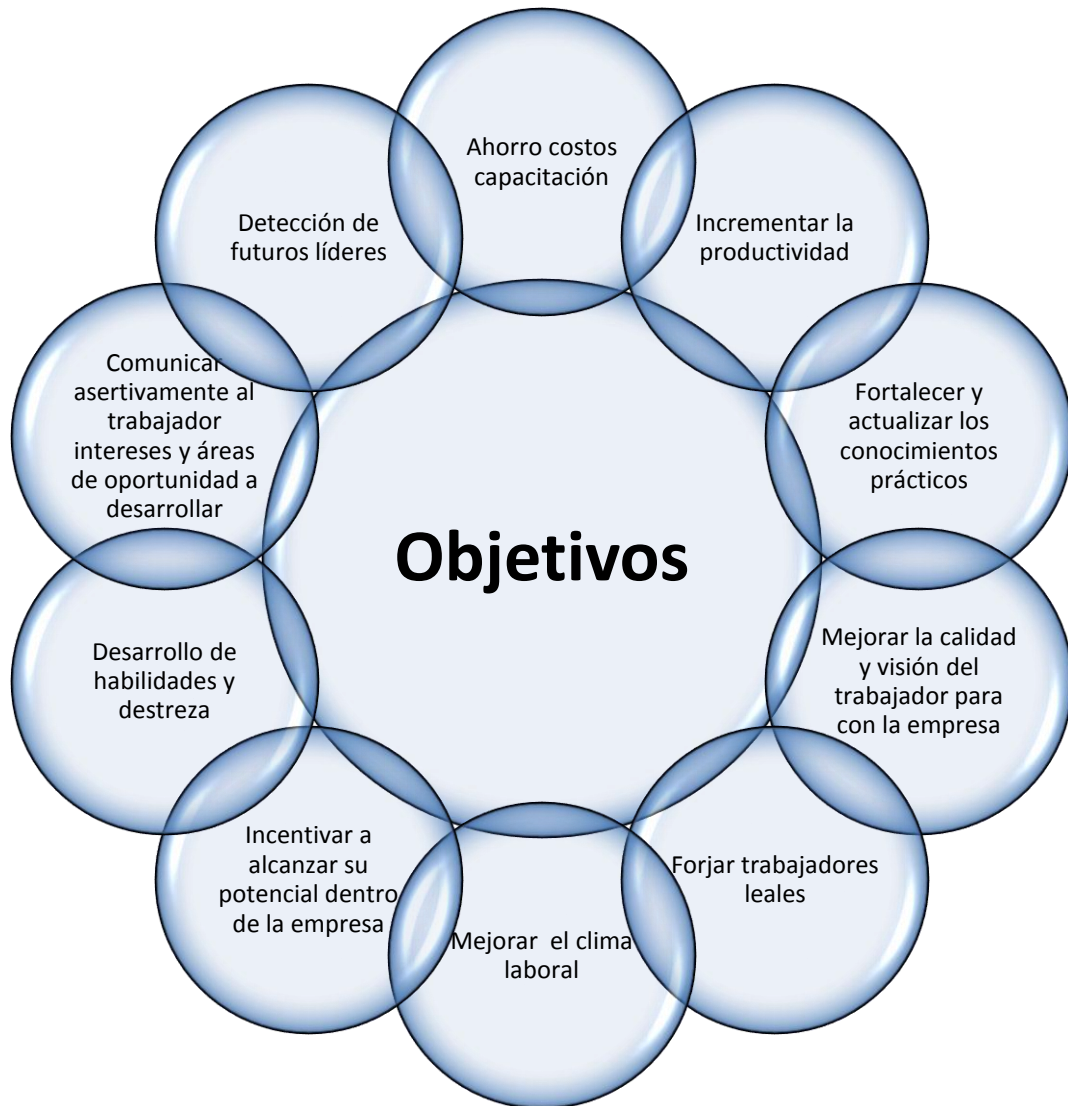 Ahorro costos
capacitación
Incrementar la
productividad
Fortalecer y
actualizar los
conocimientos
prácticos
Mejorar la calidad
y visión del
trabajador para
con la empresa
Forjar trabajadores
leales
Mejorar  el clima
laboral
Incentivar a
alcanzar su
potencial dentro
de la empresa
Desarrollo de
habilidades y
destreza
Comunicar
asertivamente al
trabajador
intereses y áreas
de oportunidad a
desarrollar
Detección de
futuros líderes
Objetivos